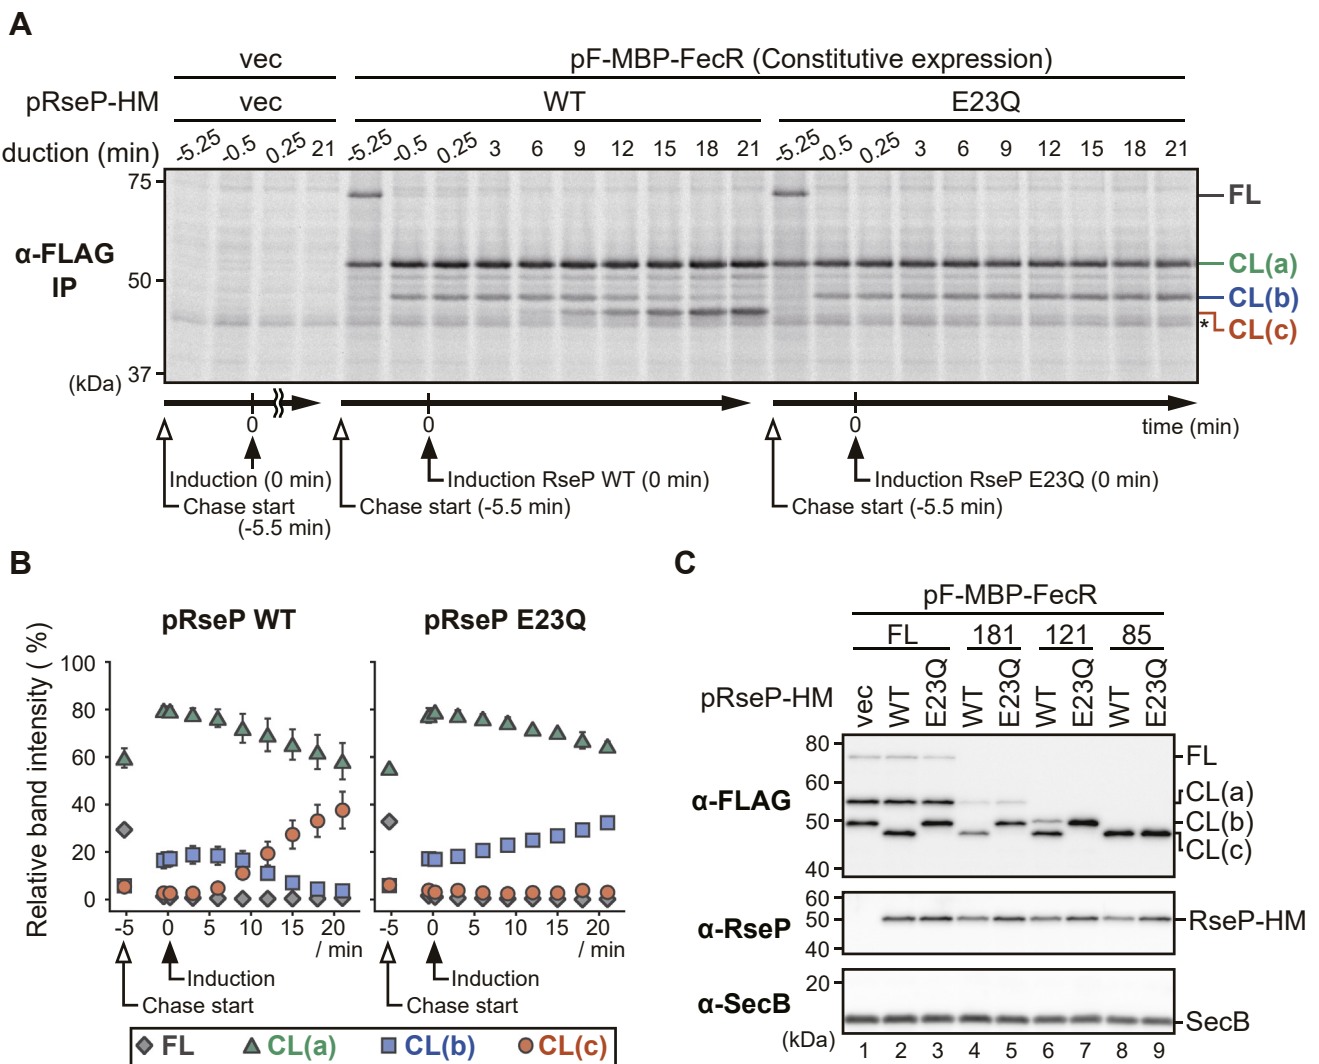 A
vec
pF-MBP-FecR (Constitutive expression)
pRseP-HM
vec
WT
E23Q
duction (min)
-5.25 -0.5 0.25 21 -5.25 -0.5 0.25 3 6 9 12 15 18 21 -5.25 -0.5 0.25 3 6 9 12 15 18 21
75
FL
α-FLAG
IP
CL(a)
50
CL(b)
* CL(c)
(kDa) 37
0
0
0
time (min)
Induction (0 min)
Induction RseP WT (0 min)
Induction RseP E23Q (0 min)
Chase start
(-5.5 min)
Chase start (-5.5 min)
Chase start (-5.5 min)
B
pRseP WT
pRseP E23Q
Relative band intensity ( %)
100
80
60
40
20
0
-5 0 5 10 15 20
/ min
-5 0 5 10 15 20
/ min
Induction
Chase start
Induction
Chase start
FL CL(a) CL(b) CL(c)
C
pF-MBP-FecR
FL 181 121 85
pRseP-HM
vec WT E23Q WT E23Q WT E23Q WT E23Q
80
60
50
40
α-FLAG
FL
CL(a)
CL(b)
CL(c)
60
50
40
α-RseP
RseP-HM
20
α-SecB
SecB
(kDa)
1 2 3 4 5 6 7 8 9